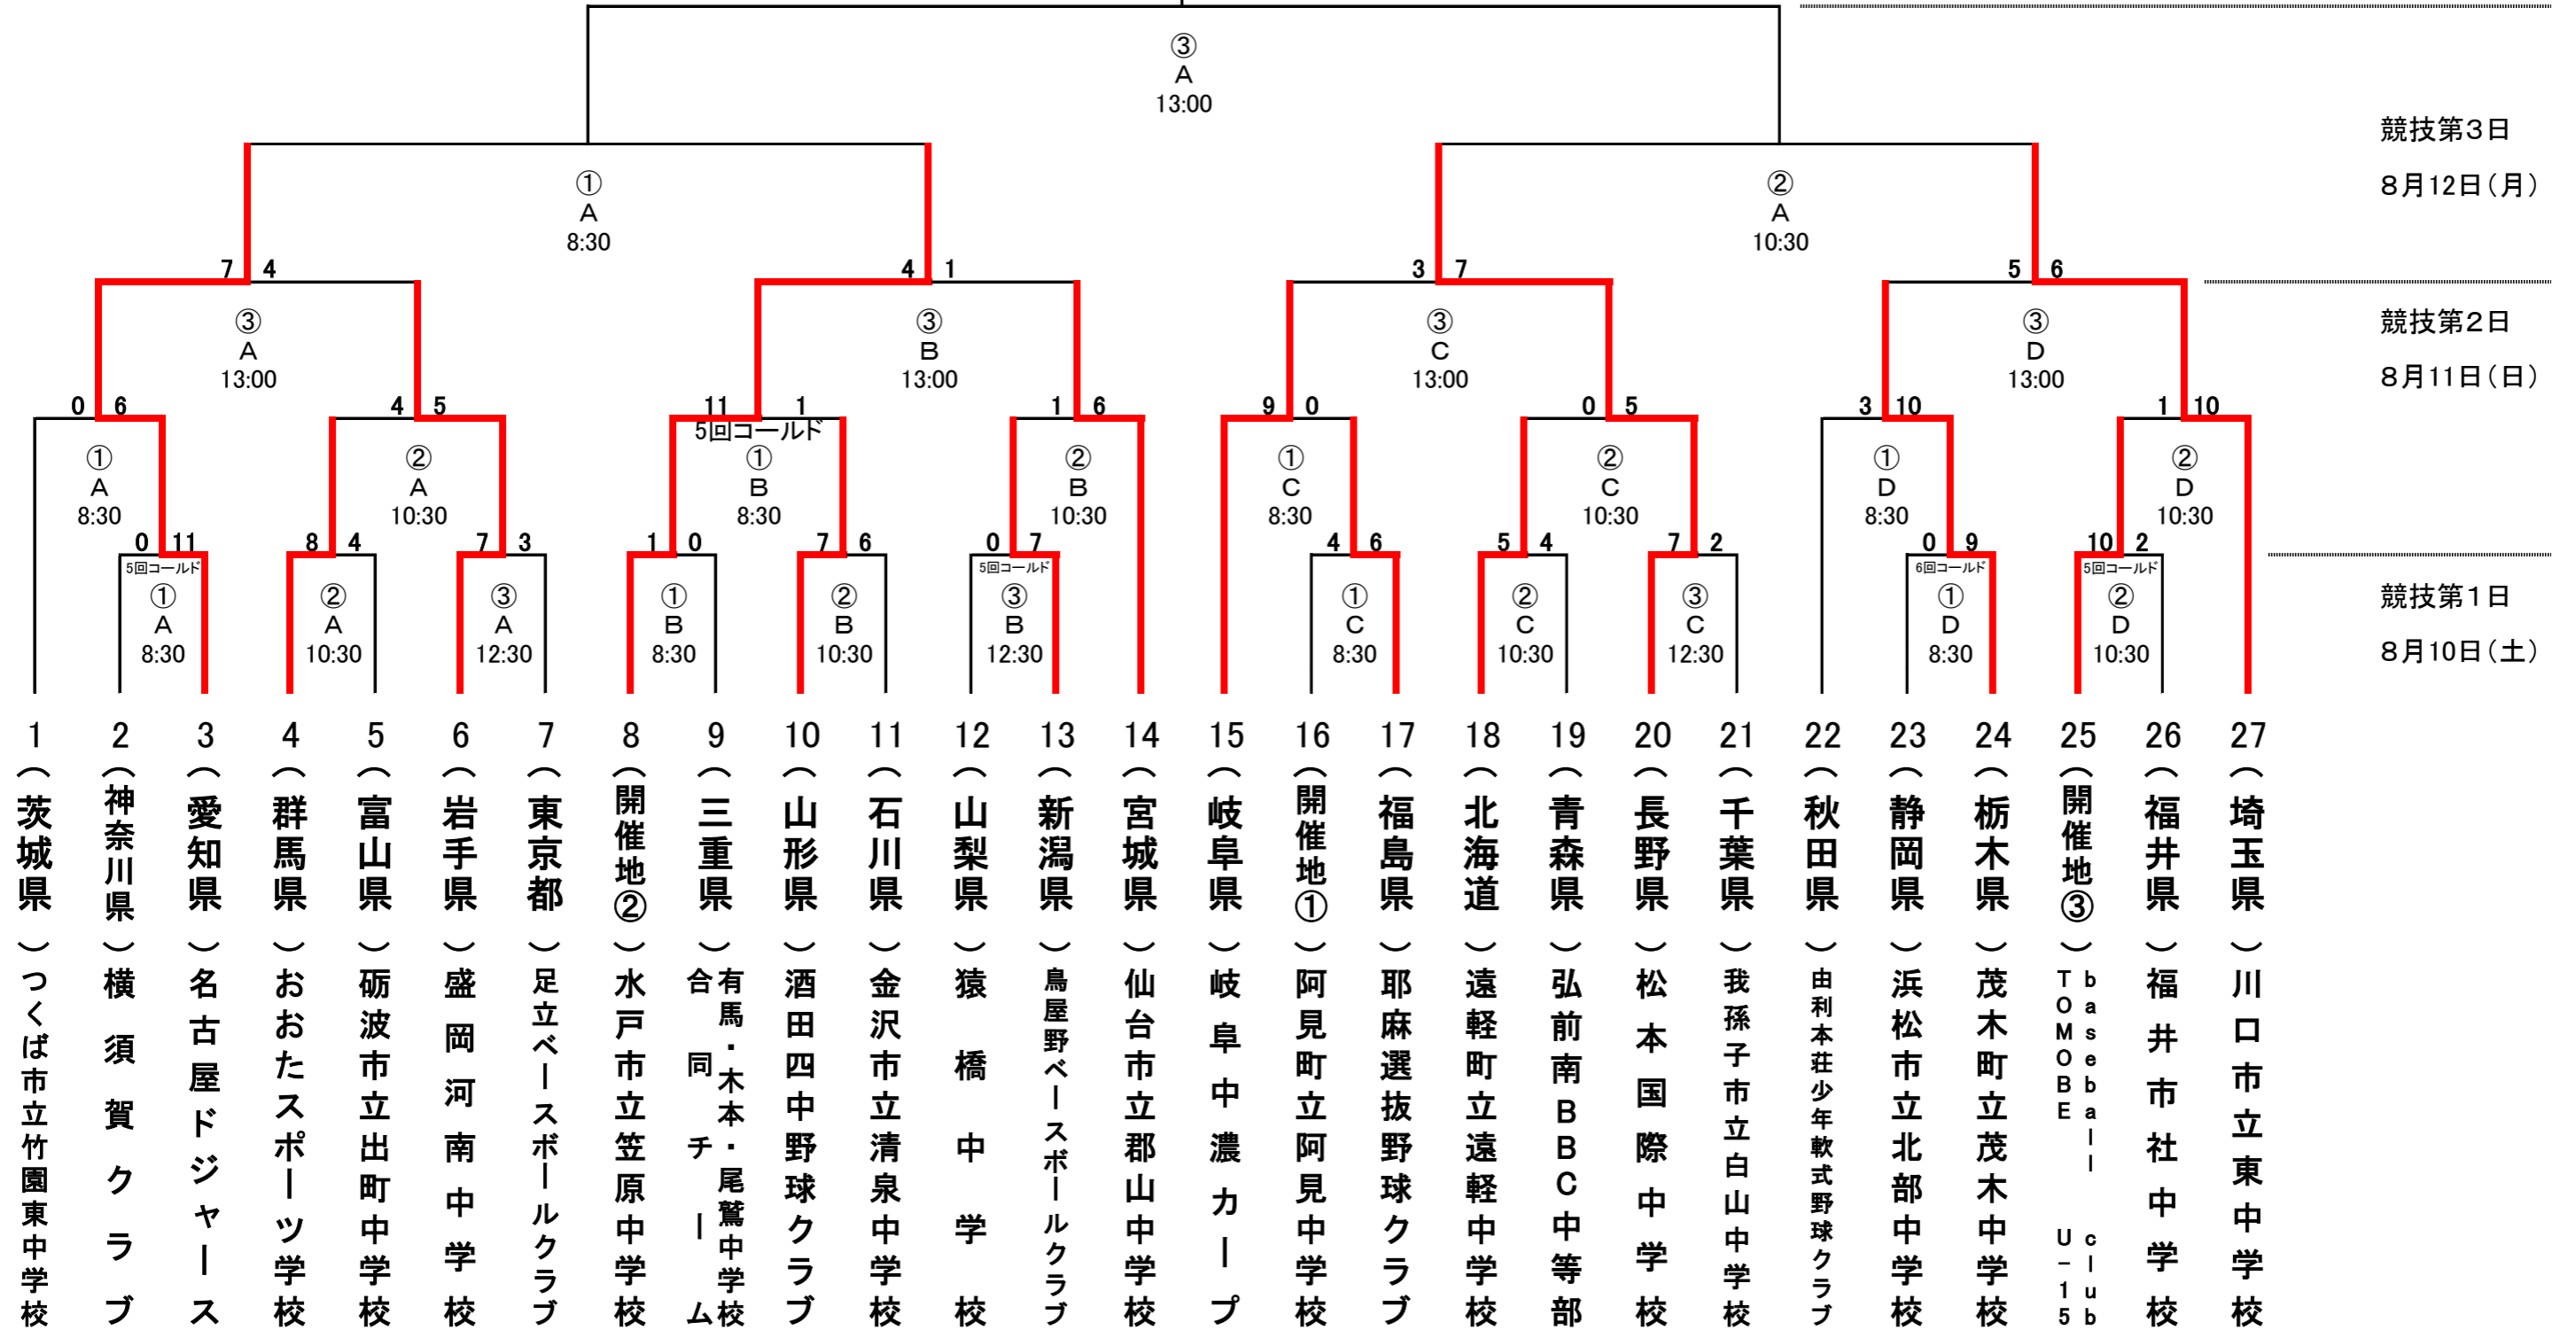 ③
A
13:00
競技第3日
8月12日(月)
①
A
8:30
②
A
10:30
7 4
4 1
3 7
5 6
③
A
13:00
③
B
13:00
③
C
13:00
③
D
13:00
競技第2日
8月11日(日)
0 6
4 5
11 1
5回コールド
1 6
9 0
0 5
3 10
1 10
①
A
8:30
②
A
10:30
①
B
8:30
②
B
10:30
①
C
8:30
②
C
10:30
①
D
8:30
②
D
10:30
0 11
5回コールド
8 4
7 3
1 0
7 6
0 7
5回コールド
4 6
5 4
7 2
0 9
6回コールド
10 2
5回コールド
①
A
8:30
②
A
10:30
③
A
12:30
①
B
8:30
②
B
10:30
③
B
12:30
①
C
8:30
②
C
10:30
③
C
12:30
①
D
8:30
②
D
10:30
競技第1日
8月10日(土)
1(茨城県)つくば市立竹園東中学校
2(神奈川県)横須賀クラブ
3(愛知県)名古屋ドジャース
4(群馬県)おおたスポーツ学校
5(富山県)砺波市立出町中学校
6(岩手県)盛岡河南中学校
7(東京都)足立ベースボールクラブ
8(開催地②)水戸市立笠原中学校
9(三重県)有馬・木本・尾鷲中学校
合同チーム
10(山形県)酒田四中野球クラブ
11(石川県)金沢市立清泉中学校
12(山梨県)猿橋中学校
13(新潟県)鳥屋野ベースボールクラブ
14(宮城県)仙台市立郡山中学校
15(岐阜県)岐阜中濃カープ
16(開催地①)阿見町立阿見中学校
17(福島県)耶麻選抜野球クラブ
18(北海道)遠軽町立遠軽中学校
19(青森県)弘前南BBC中等部
20(長野県)松本国際中学校
21(千葉県)我孫子市立白山中学校
22(秋田県)由利本荘少年軟式野球クラブ
23(静岡県)浜松市立北部中学校
24(栃木県)茂木町立茂木中学校
25(開催地③)baseball club
TOMOBE U-15
26(福井県)福井市社中学校
27(埼玉県)川口市立東中学校